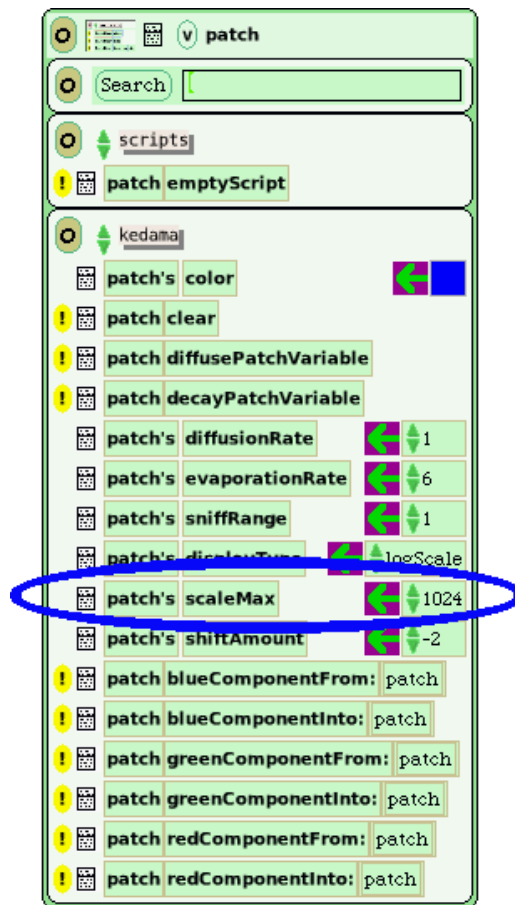 v patch
Search
scripts
! patch emptyScript
kedama
patch's color
! patch clear
! patch diffusePatchVariable
! patch decayPatchVariable
patch's diffusionRate 1
patch's evaporationRate 6
patch's sniffRange 1
patch's displayType logScale
patch's scaleMax 1024
patch's shiftAmount -2
! patch blueComponentFrom: patch
! patch blueComponentInto: patch
! patch greenComponentFrom: patch
! patch greenComponentInto: patch
! patch redComponentFrom: patch
! patch redComponentInto: patch